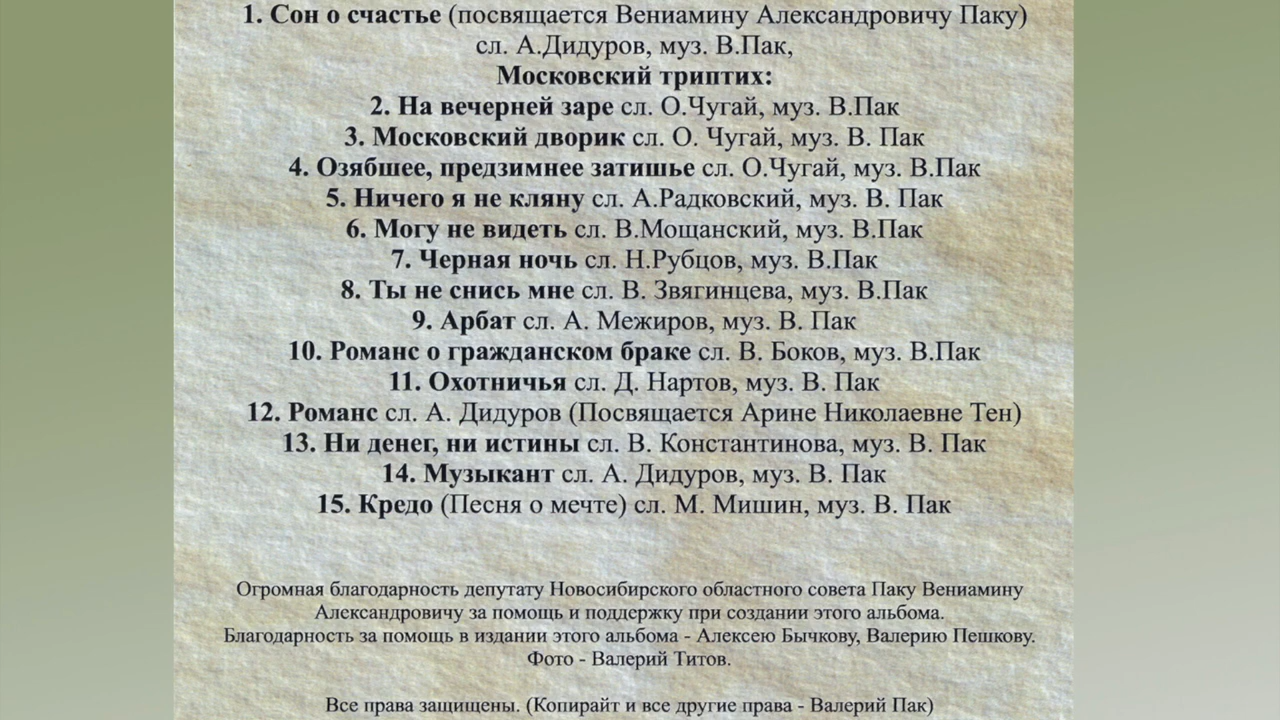 1. Сон о счастье (посвящается Вениамину Александровичу Паку)
сл. А.Дидуров, муз. В.Пак,
Московский триптих:
2. На вечерней заре сл. О.Чугай, муз. В.Пак
3. Московский дворик сл. О. Чугай, муз. В. Пак
4. Озябшее, предзимнее затишье сл. О.Чугай, муз. В.Пак
5. Ничего я не кляну сл. А.Радковский, муз. В. Пак
6. Могу не видеть сл. В.Мощанский, муз. В.Пак
7. Черная ночь сл. Н.Рубцов, муз. В.Пак
8. Ты не снись мне сл. В. Звягинцева, муз. В.Пак
9. Арбат сл. А. Межиров, муз. В. Пак
10. Романс о гражданском браке сл. В. Боков, муз. В.Пак
11. Охотничья сл. Д. Нартов, муз. В. Пак
12. Романс сл. А. Дидуров (Посвящается Арине Николаевне Тен)
13. Ни денег, ни истины сл. В. Константинова, муз. В. Пак
14. Музыкант сл. А. Дидуров, муз. В. Пак
15. Кредо (Песня о мечте) сл. М. Мишин, муз. В. Пак
Огромная благодарность депутату Новосибирского областного совета Паку Вениамину
Александровичу за помощь и поддержку при создании этого альбома.
Благодарность за помощь в издании этого альбома - Алексею Бычкову, Валерию Пешкову.
Фото - Валерий Титов.
Все права защищены. (Копирайт и все другие права - Валерий Пак)